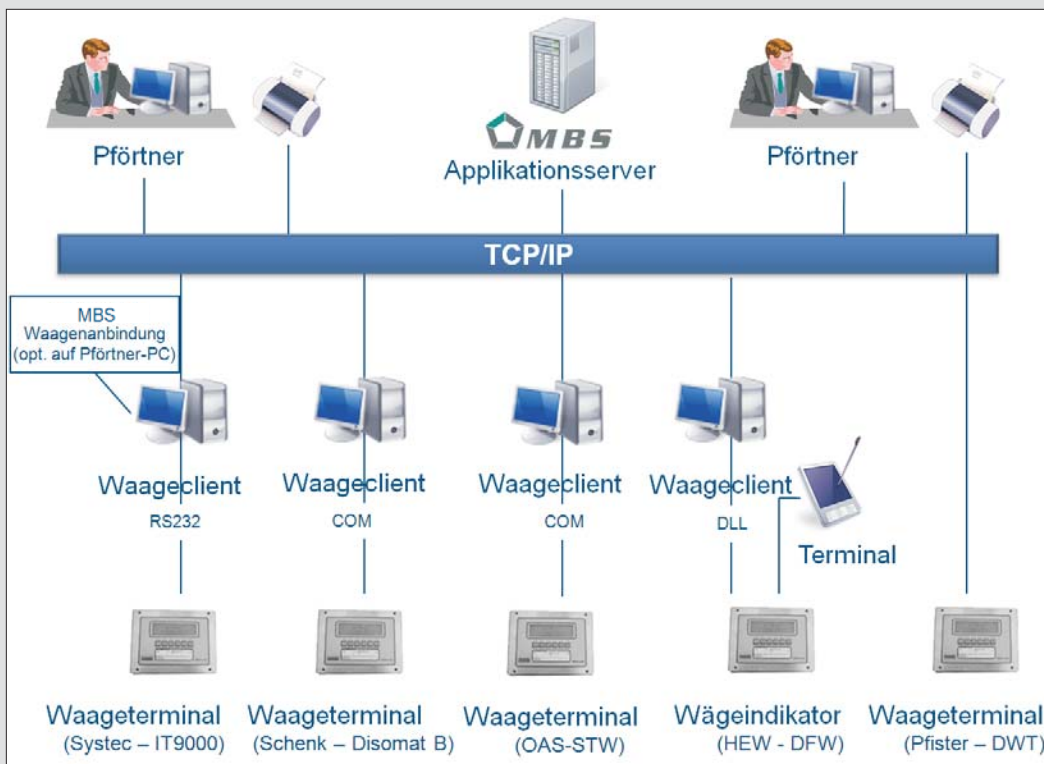 Pförtner
MBS
Applikationsserver
Pförtner
TCP/IP
MBS
Waagenanbindung
(opt. auf Pförtner-PC)
Waageclient
RS232
Waageclient
COM
Waageclient
COM
Waageclient
DLL
Terminal
Waageterminal
(Systec – IT9000)
Waageterminal
(Schenk – Disomat B)
Waageterminal
(OAS-STW)
Wägeindikator
(HEW - DFW)
Waageterminal
(Pfister – DWT)